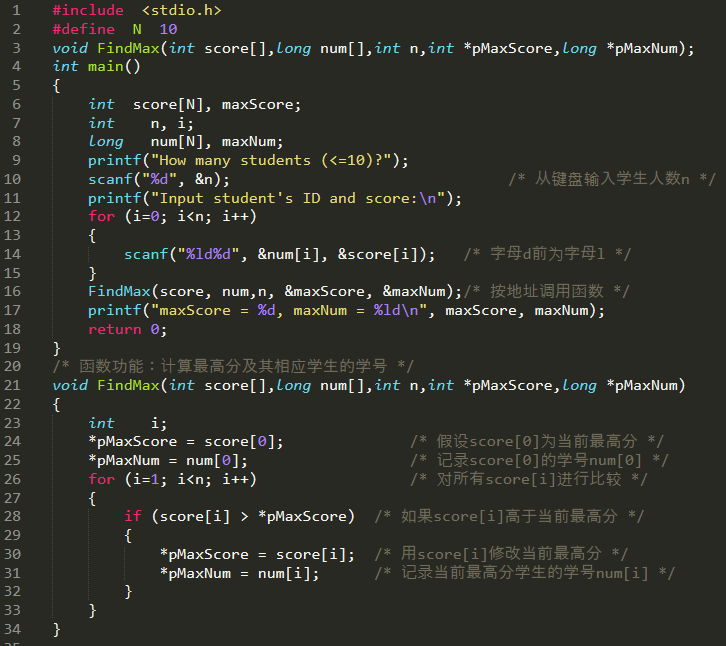 1 #include <stdio.h>
2 #define N 10
3 void FindMax(int score[],long num[],int n,int *pMaxScore,long *pMaxNum);
4 int main()
5 {
6 int score[N], maxScore;
7 int n, i;
8 long num[N], maxNum;
9 printf("How many students (<=10)?");
10 scanf("%d", &n); /* 从键盘输入学生人数n */
11 printf("Input student's ID and score:\n");
12 for (i=0; i<n; i++)
13 {
14 scanf("%ld%d", &num[i], &score[i]); /* 字母d前为字母l */
15 }
16 FindMax(score, num,n, &maxScore, &maxNum);/* 按地址调用函数 */
17 printf("maxScore = %d, maxNum = %ld\n", maxScore, maxNum);
18 return 0;
19 }
20 /* 函数功能：计算最高分及其相应学生的学号 */
21 void FindMax(int score[],long num[],int n,int *pMaxScore,long *pMaxNum)
22 {
23 int i;
24 *pMaxScore = score[0]; /* 假设score[0]为当前最高分 */
25 *pMaxNum = num[0]; /* 记录score[0]的学号num[0] */
26 for (i=1; i<n; i++) /* 对所有score[i]进行比较 */
27 {
28 if (score[i] > *pMaxScore) /* 如果score[i]高于当前最高分 */
29 {
30 *pMaxScore = score[i]; /* 用score[i]修改当前最高分 */
31 *pMaxNum = num[i]; /* 记录当前最高分学生的学号num[i] */
32 }
33 }
34 }